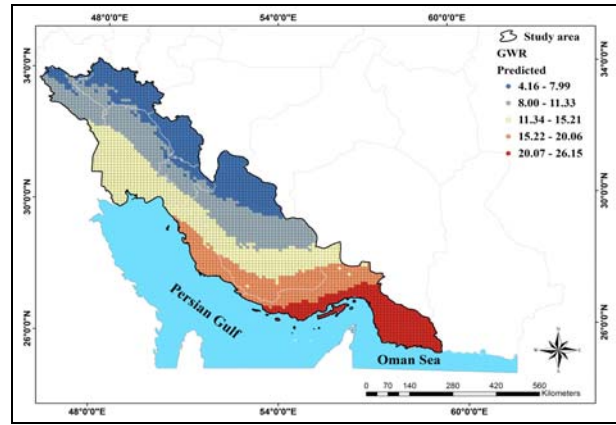 48°0'0"N
54°0'0"E
60°0'0"N
Study area
GWR
Predicted
4.16 - 7.99
8.00 - 11.33
11.34 - 15.21
15.22 - 20.06
20.07 - 26.15
34°0'0"N
34°0'0"N
30°0'0"N
30°0'0"N
26°0'0"N
26°0'0"N
Persian Gulf
Oman Sea
N
0 70 140 280 420 560
Kilometers
48°0'0"E
54°0'0"E
60°0'0"E